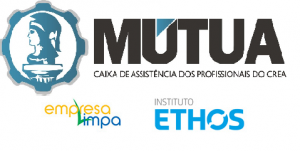 MÚTUA
CAIXA DE ASSISTÊNCIA DOS PROFISSIONAIS DO CREA
empresa
limpa
INSTITUTO
ETHOS